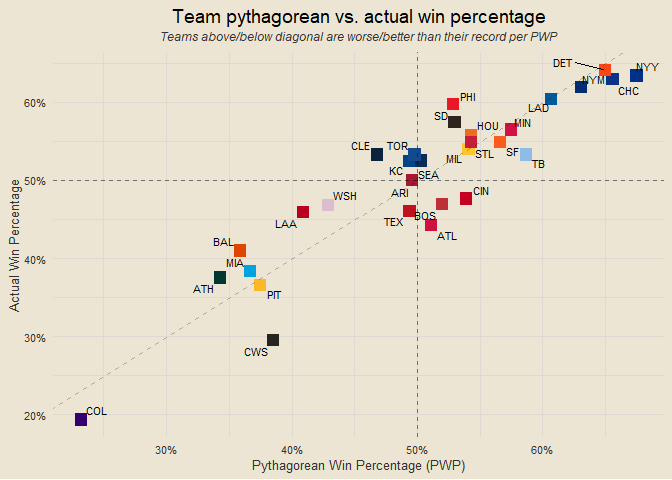 Team pythagorean vs. actual win percentage
Teams above/below diagonal are worse/better than their record per PWP
DET
NYY
NYM
CHC
60%
PHI
LAD
SD
HOU
MIN
CLE
TOR
MIL
STL
SF
TB
KC
SEA
50%
ARI
CIN
WSH
LAA
TEX
BOS
ATL
BAL
40%
MIA
ATH
PIT
30%
CWS
COL
20%
Actual Win Percentage
30%
40%
50%
60%
Pythagorean Win Percentage (PWP)